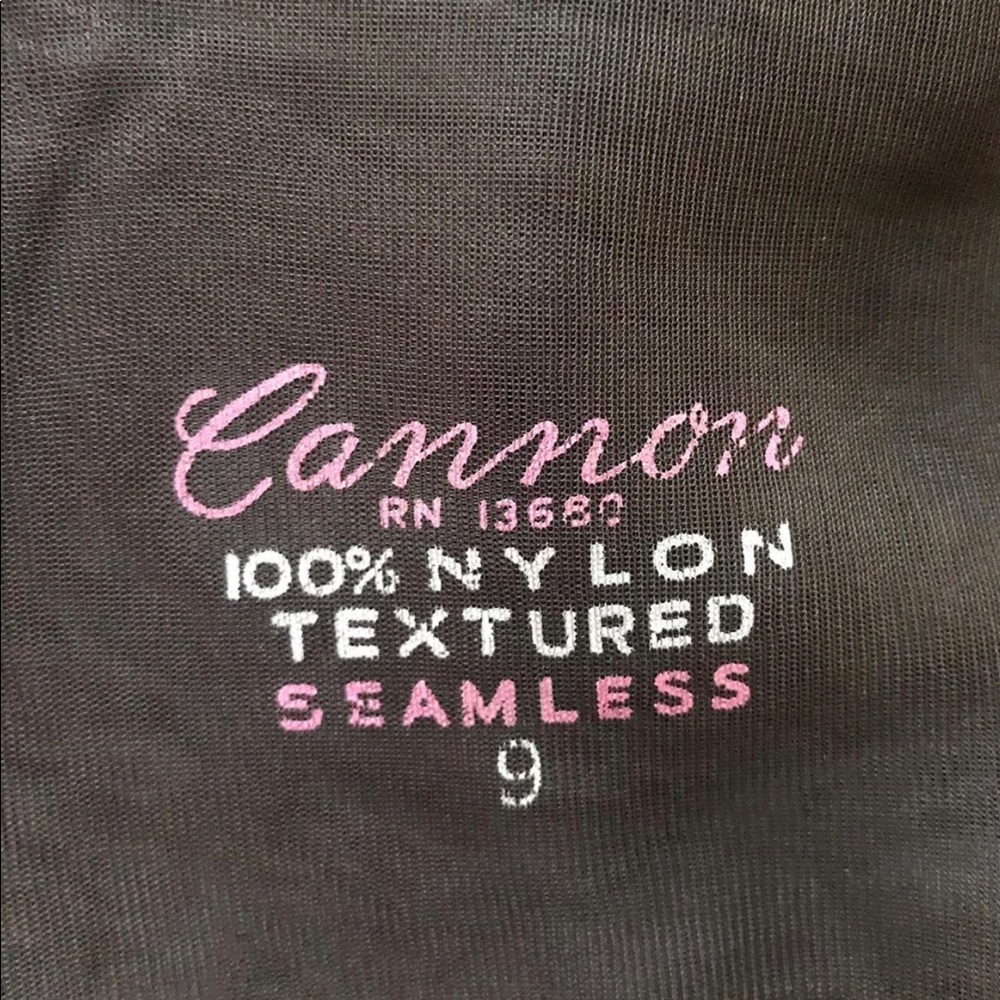 Cannon
RN 13680
100% NYLON
TEXTURED
SEAMLESS
9